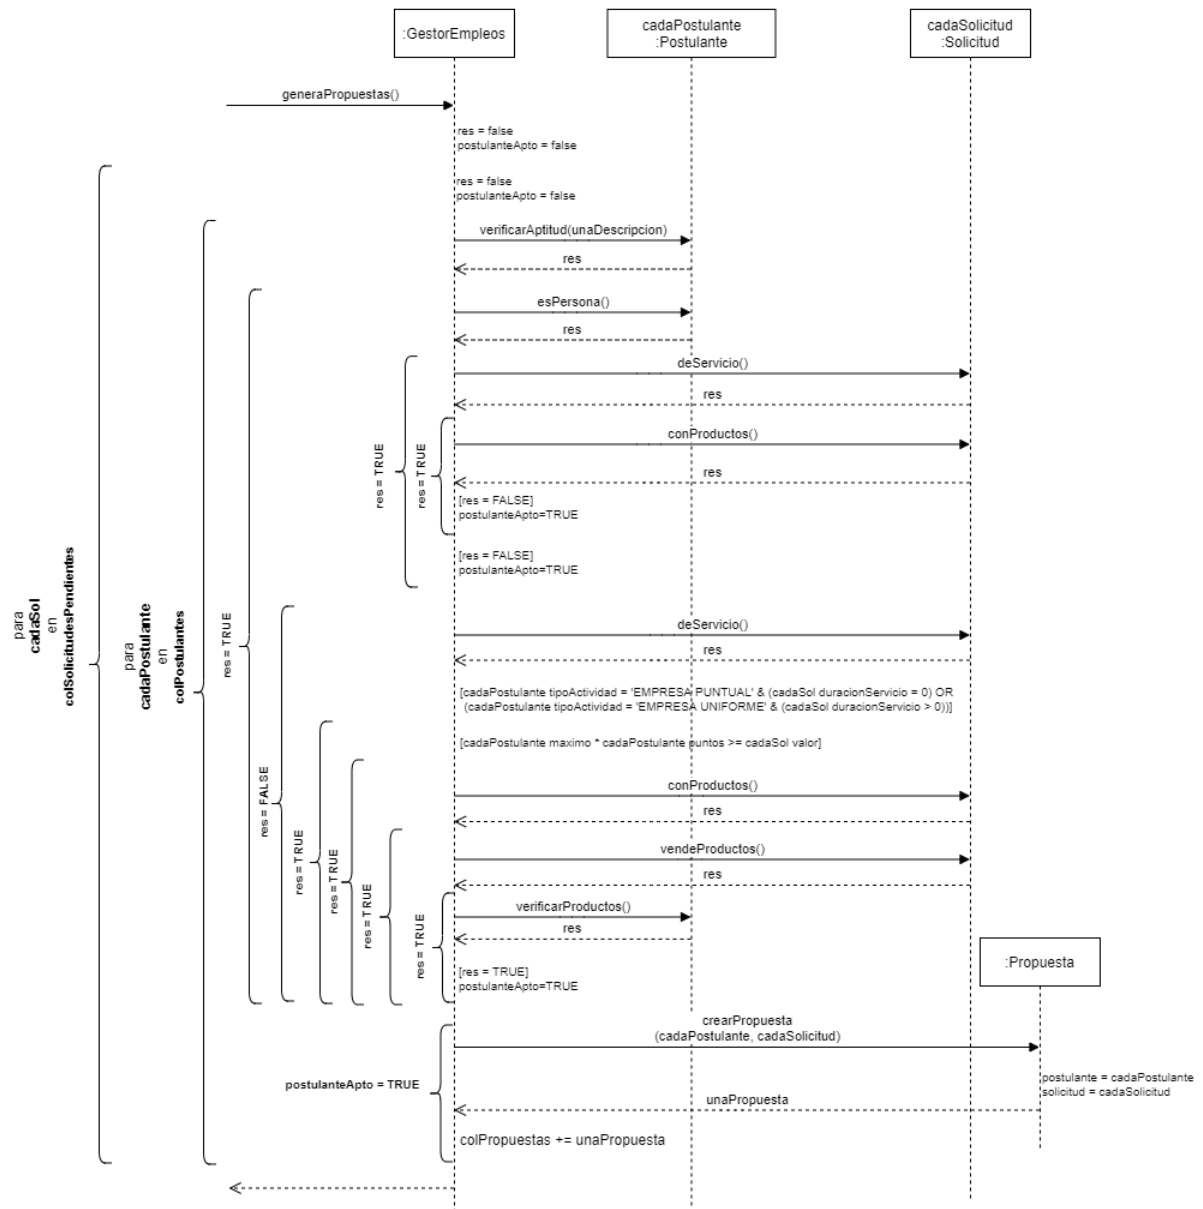 :GestorEmpleos
cadaPostulante
:Postulante
cadaSolicitud
:Solicitud
generaPropuestas()
res = false
postulanteApto = false
res = false
postulanteApto = false
verificarAptitud(unaDescripcion)
res
esPersona()
res
deServicio()
res
conProductos()
res
[res = FALSE]
postulanteApto=TRUE
[res = FALSE]
postulanteApto=TRUE
res = TRUE
res = TRUE
para
cadaSol
en
colSolicitudesPendientes
para
cadaPostulante
en
colPostulantes
res = TRUE
deServicio()
res
[cadaPostulante tipoActividad = 'EMPRESA PUNTUAL' & (cadaSol duracionServicio = 0) OR
(cadaPostulante tipoActividad = 'EMPRESA UNIFORME' & (cadaSol duracionServicio > 0))]
[cadaPostulante maximo * cadaPostulante puntos >= cadaSol valor]
conProductos()
res
vendeProductos()
res
verificarProductos()
res
[res = TRUE]
postulanteApto=TRUE
res = FALSE
res = TRUE
res = TRUE
res = TRUE
res = TRUE
:Propuesta
crearPropuesta
(cadaPostulante, cadaSolicitud)
postulante = cadaPostulante
solicitud = cadaSolicitud
postulanteApto = TRUE
unaPropuesta
colPropuestas += unaPropuesta